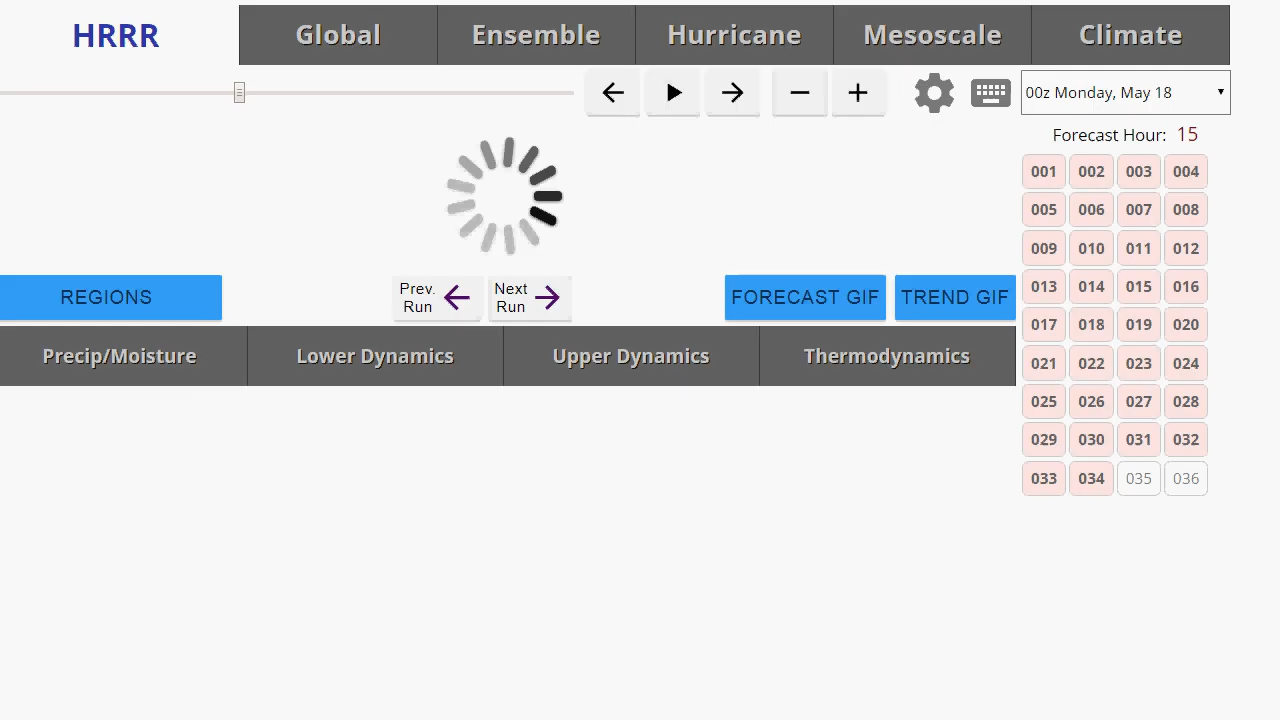 HRRR
Global
Ensemble
Hurricane
Mesoscale
Climate
00z Monday, May 18
Forecast Hour: 15
001 002 003 004
005 006 007 008
009 010 011 012
013 014 015 016
017 018 019 020
021 022 023 024
025 026 027 028
029 030 031 032
033 034 035 036
REGIONS
Prev.
Run
Next
Run
FORECAST GIF
TREND GIF
Precip/Moisture
Lower Dynamics
Upper Dynamics
Thermodynamics